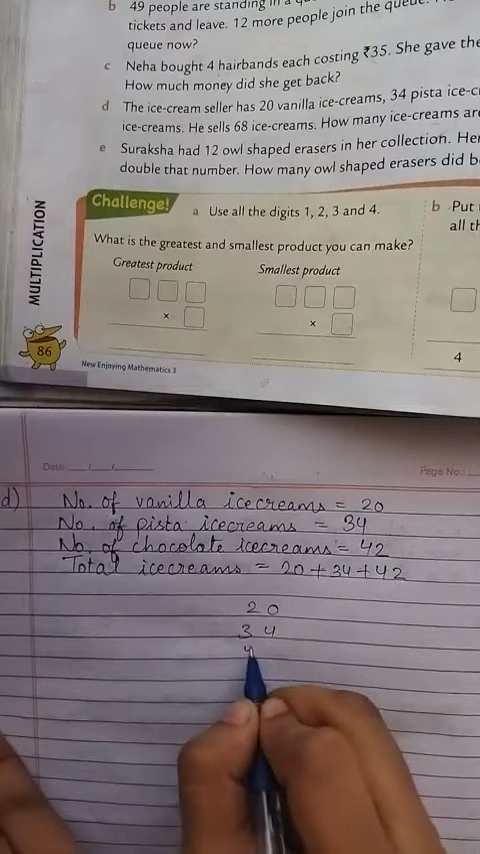 b 49 people are standing in a
tickets and leave. 12 more people join the queue.
queue now?
c Neha bought 4 hairbands each costing ₹35. She gave the
How much money did she get back?
d The ice-cream seller has 20 vanilla ice-creams, 34 pista
ice-creams. He sells 68 ice-creams. How many ice-creams
e Suraksha had 12 owl shaped erasers in her collection.
double that number. How many owl shaped erasers did
MULTIPLICATION
Challenge!
a Use all the digits 1, 2, 3 and 4.
What is the greatest and smallest product you can make?
Greatest product Smallest product
× ×
b Put
all
4
86
New Enjoying Mathematics 3
Date / / Page No.:
d) No. of vanilla icecreams = 20
No. of pista icecreams = 34
No. of chocolate icecreams = 42
Total icecreams = 20 + 34 + 42
20
34
4